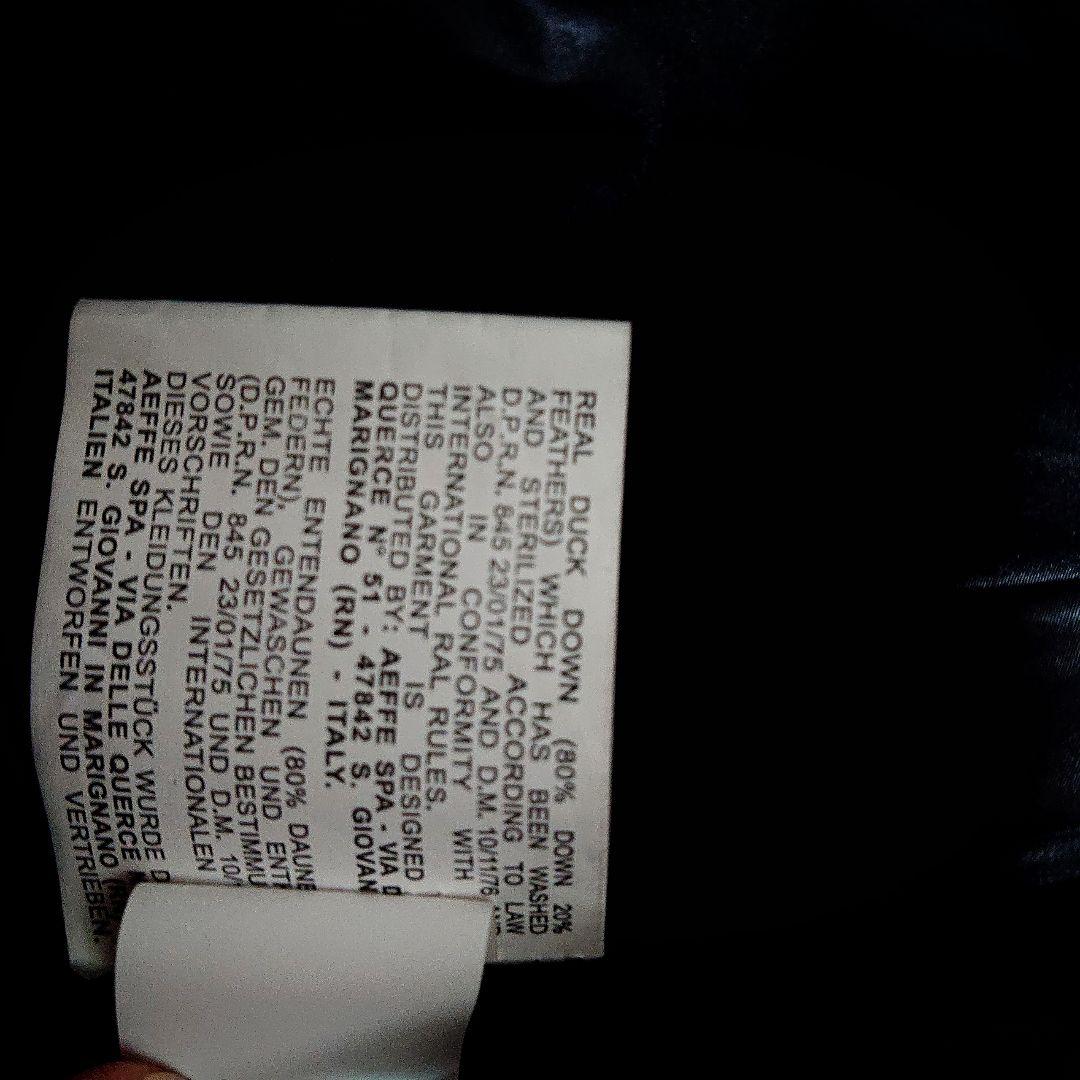 REAL DUCK DOWN (80% DOWN 20%
FEATHERS) WHICH HAS BEEN WASHED
AND STERILIZED ACCORDING TO LAW
D.P.R.N. 845 23/01/75 AND D.M. 10/11/76
ALSO IN CONFORMITY WITH
INTERNATIONAL RAL RULES.
THIS GARMENT IS DESIGNED
DISTRIBUTED BY: AEFFE SPA - VIA
QUERCE N° 51 - 47842 S. GIOVAN
MARIGNANO (RN) - ITALY.
ECHTE ENTENDAUNEN (80% DAUNE
FEDERN), GEWASCHEN UND
GEM. DEN GESETZLICHEN BESTIMMU
(D.P.R.N. 845 23/01/75 UND D.M. 10/
SOWIE DEN INTERNATIONALEN
VORSCHRIFTEN.
DIESES KLEIDUNGSSTÜCK WURDE
AEFFE SPA - VIA DELLE QUERCE
47842 S. GIOVANNI IN MARIGNANO
ITALIEN ENTWORFEN UND VERTRIEBEN.